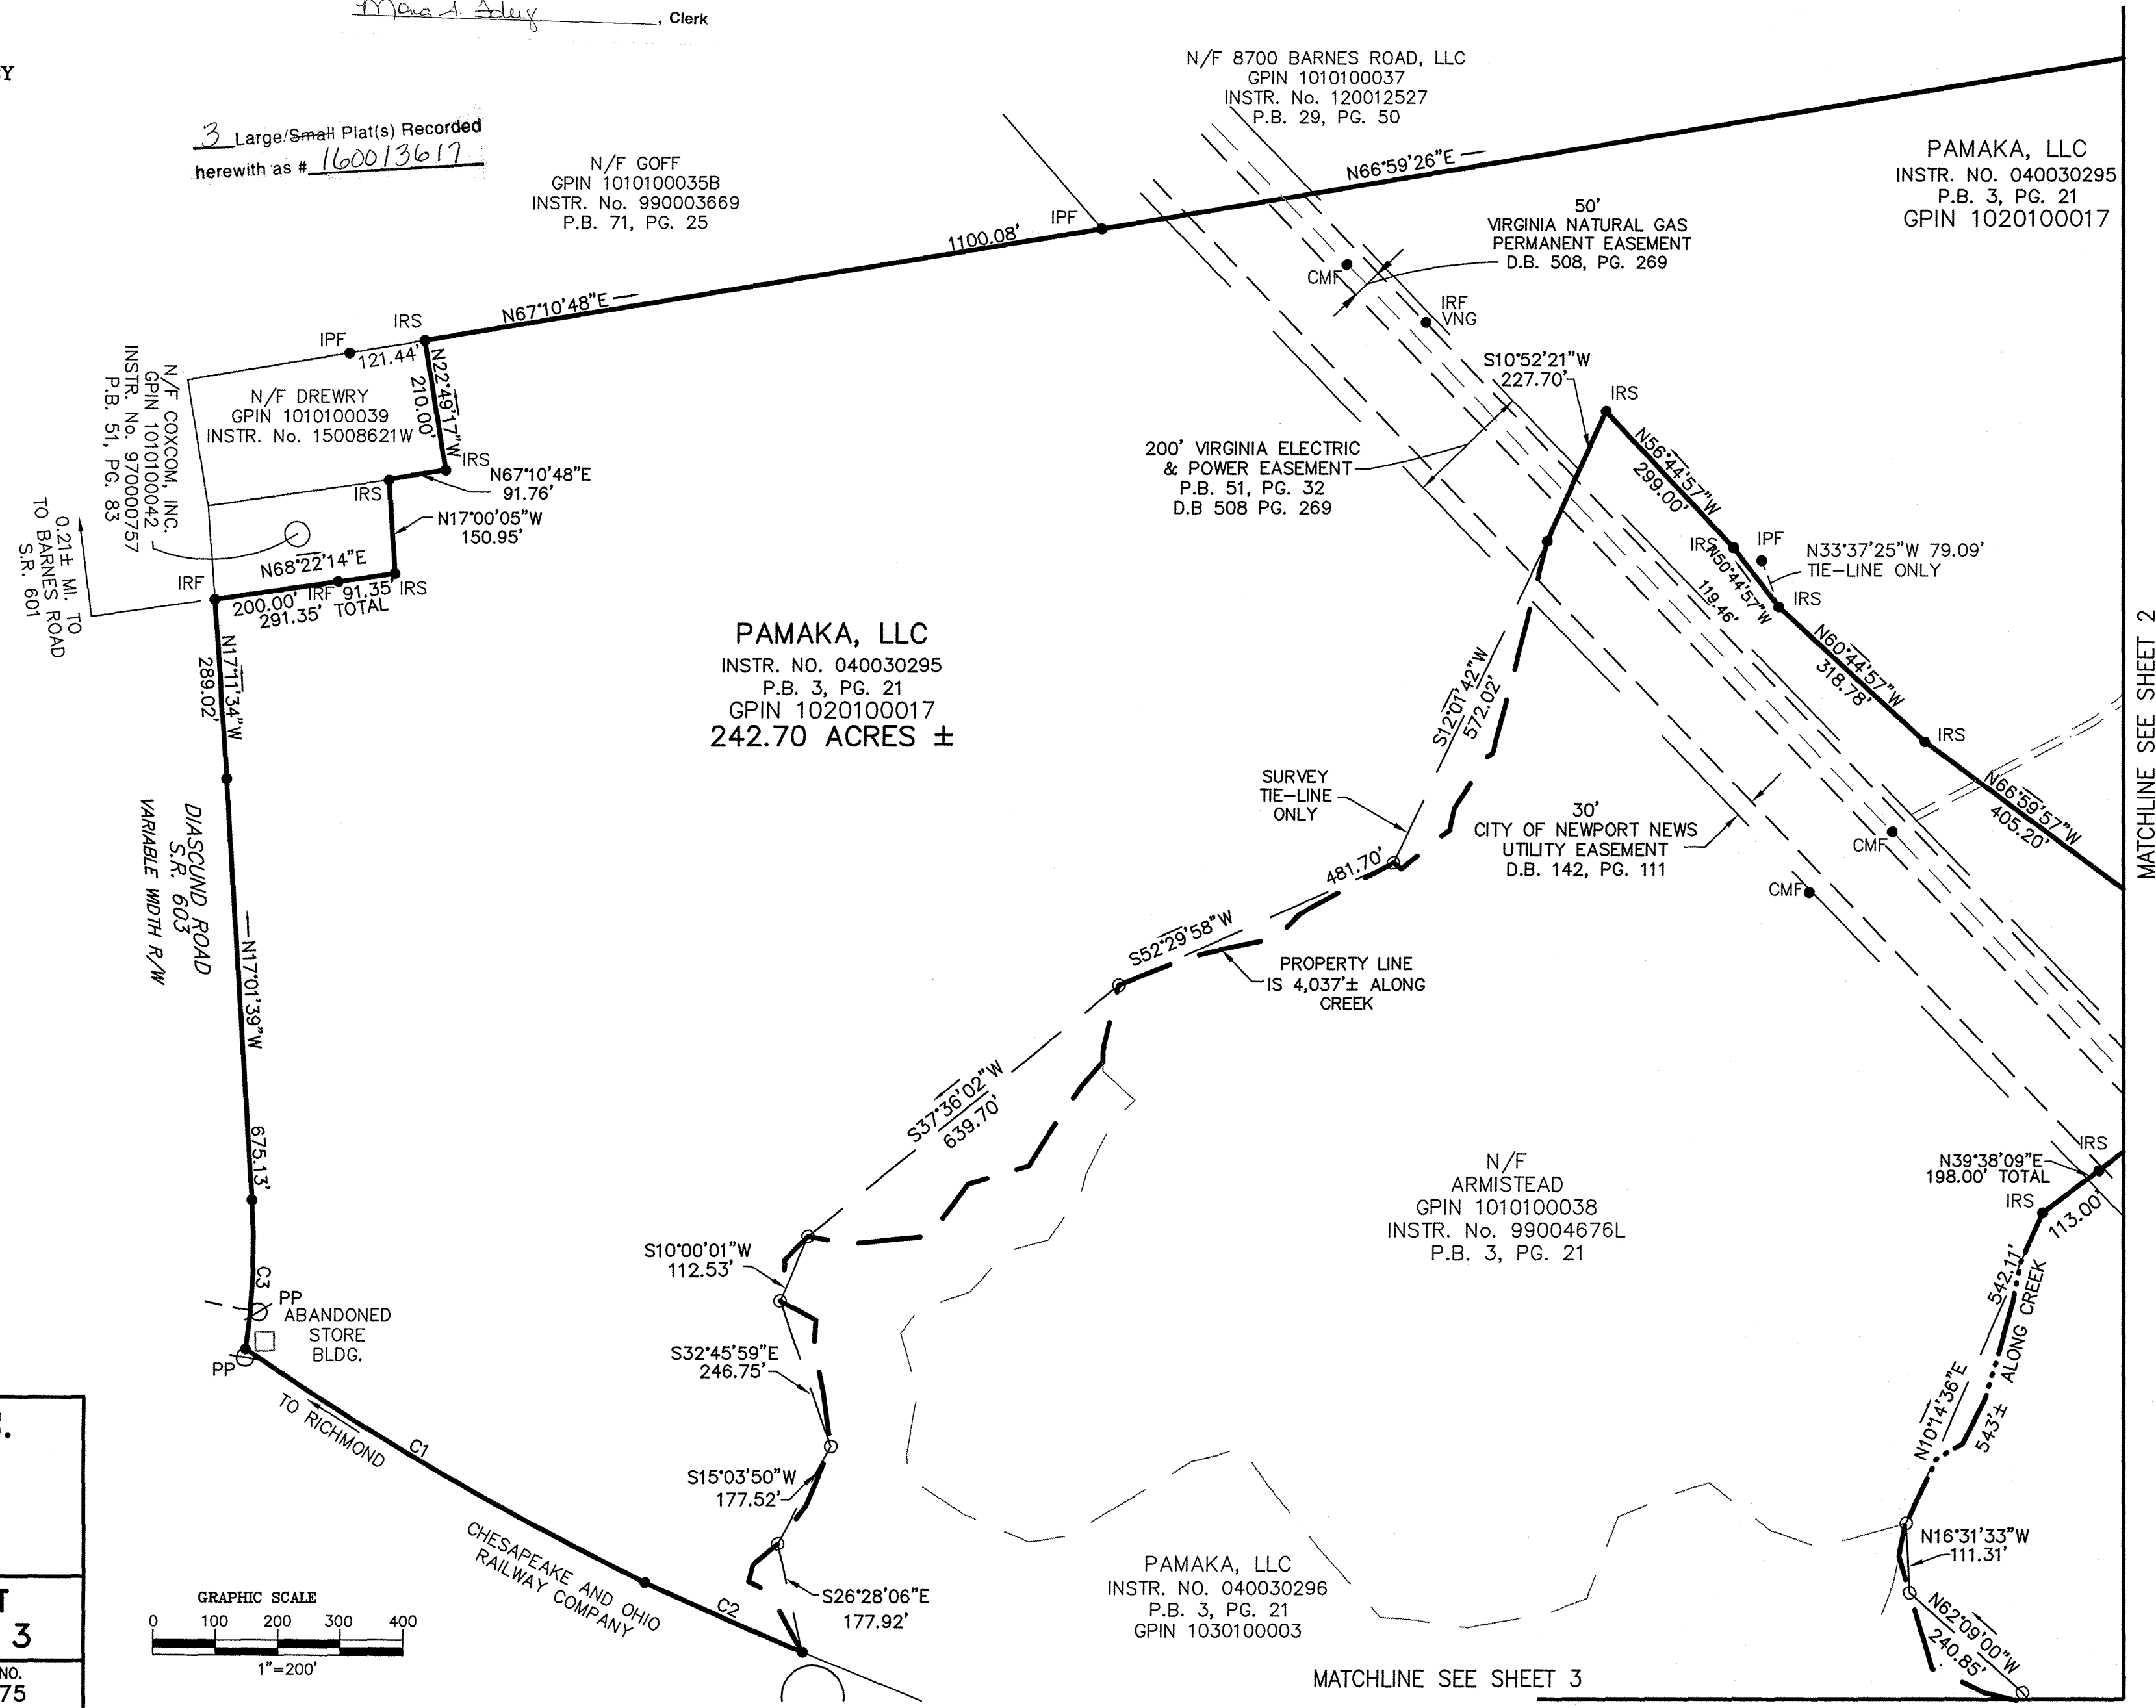 Mona A. Foley, Clerk
Y
3 Large/Small Plat(s) Recorded
herewith as # 160013617
N/F GOFF
GPIN 1010100035B
INSTR. No. 990003669
P.B. 71, PG. 25
N/F 8700 BARNES ROAD, LLC
GPIN 1010100037
INSTR. No. 120012527
P.B. 29, PG. 50
N66°59'26"E
PAMAKA, LLC
INSTR. NO. 040030295
P.B. 3, PG. 21
GPIN 1020100017
IPF
1100.08'
N67°10'48"E
50'
VIRGINIA NATURAL GAS
PERMANENT EASEMENT
D.B. 508, PG. 269
CMF
IRF
VNG
IRS
IPF
121.44'
N22°49'17"W
210.00'
N/F DREWRY
GPIN 1010100039
INSTR. No. 15008621W
N/F COXCOM, INC.
GPIN 1010100042
INSTR. No. 970000757
P.B. 51, PG. 83
IRS
N67°10'48"E
91.76'
IRS
N17°00'05"W
150.95'
N68°22'14"E
IRF
200.00'
IRF
91.35'
IRS
291.35' TOTAL
0.21± MI. TO
TO BARNES ROAD
S.R. 601
S10°52'21"W
227.70'
IRS
N56°44'57"W
299.00'
200' VIRGINIA ELECTRIC
& POWER EASEMENT
P.B. 51, PG. 32
D.B 508 PG. 269
IRS
IPF
N33°37'25"W 79.09'
TIE-LINE ONLY
N50°44'57"W
119.46'
IRS
N60°44'57"W
318.78'
IRS
N66°59'57"W
405.20'
MATCHLINE SEE SHEET 2
PAMAKA, LLC
INSTR. NO. 040030295
P.B. 3, PG. 21
GPIN 1020100017
242.70 ACRES ±
N17°11'34"W
289.02'
DIASCUND ROAD
S.R. 603
VARIABLE WIDTH R/W
N17°01'39"W
675.13'
S12°01'42"W
572.02'
SURVEY
TIE-LINE
ONLY
30'
CITY OF NEWPORT NEWS
UTILITY EASEMENT
D.B. 142, PG. 111
CMF
CMF
481.70'
S52°29'58"W
PROPERTY LINE
IS 4,037'± ALONG
CREEK
S37°36'02"W
639.70'
N/F
ARMISTEAD
GPIN 1010100038
INSTR. No. 99004676L
P.B. 3, PG. 21
IRS
N39°38'09"E
198.00' TOTAL
IRS
113.00'
542.11'
N10°14'36"E
543'± ALONG CREEK
S10°00'01"W
112.53'
C3
PP
ABANDONED
STORE
BLDG.
PP
S32°45'59"E
246.75'
TO RICHMOND
C1
S15°03'50"W
177.52'
CHESAPEAKE AND OHIO
RAILWAY COMPANY
C2
S26°28'06"E
177.92'
PAMAKA, LLC
INSTR. NO. 040030296
P.B. 3, PG. 21
GPIN 1030100003
N16°31'33"W
111.31'
N62°09'00"W
240.85'
GRAPHIC SCALE
0 100 200 300 400
1"=200'
MATCHLINE SEE SHEET 3
T
3
NO.
75